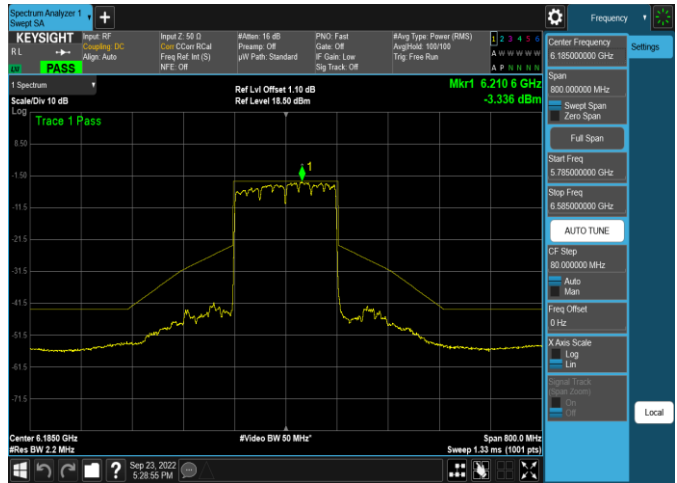 Spectrum Analyzer 1
Swept SA
Frequency
KEYSIGHT
RL
PASS
Input: RF
Coupling: DC
Align: Auto
Input Z: 50 Ω
Corr CCorr RCal
Freq Ref: Int (S)
NFE: Off
#Atten: 16 dB
Preamp: Off
µW Path: Standard
PNO: Fast
Gate: Off
IF Gain: Low
Sig Track: Off
#Avg Type: Power (RMS)
Avg|Hold: 100/100
Trig: Free Run
1 2 3 4 5 6
A W W W W W
A P N N N N
1 Spectrum
Scale/Div 10 dB
Log
Ref Lvl Offset 1.10 dB
Ref Level 18.50 dBm
Mkr1 6.210 6 GHz
-3.336 dBm
Trace 1 Pass
1
8.50
-1.50
-11.5
-21.5
-31.5
-41.5
-51.5
-61.5
-71.5
Center 6.1850 GHz
#Res BW 2.2 MHz
#Video BW 50 MHz*
Span 800.0 MHz
Sweep 1.33 ms (1001 pts)
Sep 23, 2022
5:28:55 PM
Center Frequency
6.185000000 GHz
Settings
Span
800.000000 MHz
Swept Span
Zero Span
Full Span
Start Freq
5.785000000 GHz
Stop Freq
6.585000000 GHz
AUTO TUNE
CF Step
80.000000 MHz
Auto
Man
Freq Offset
0 Hz
X Axis Scale
Log
Lin
Signal Track
(Span Zoom)
On
Off
Local